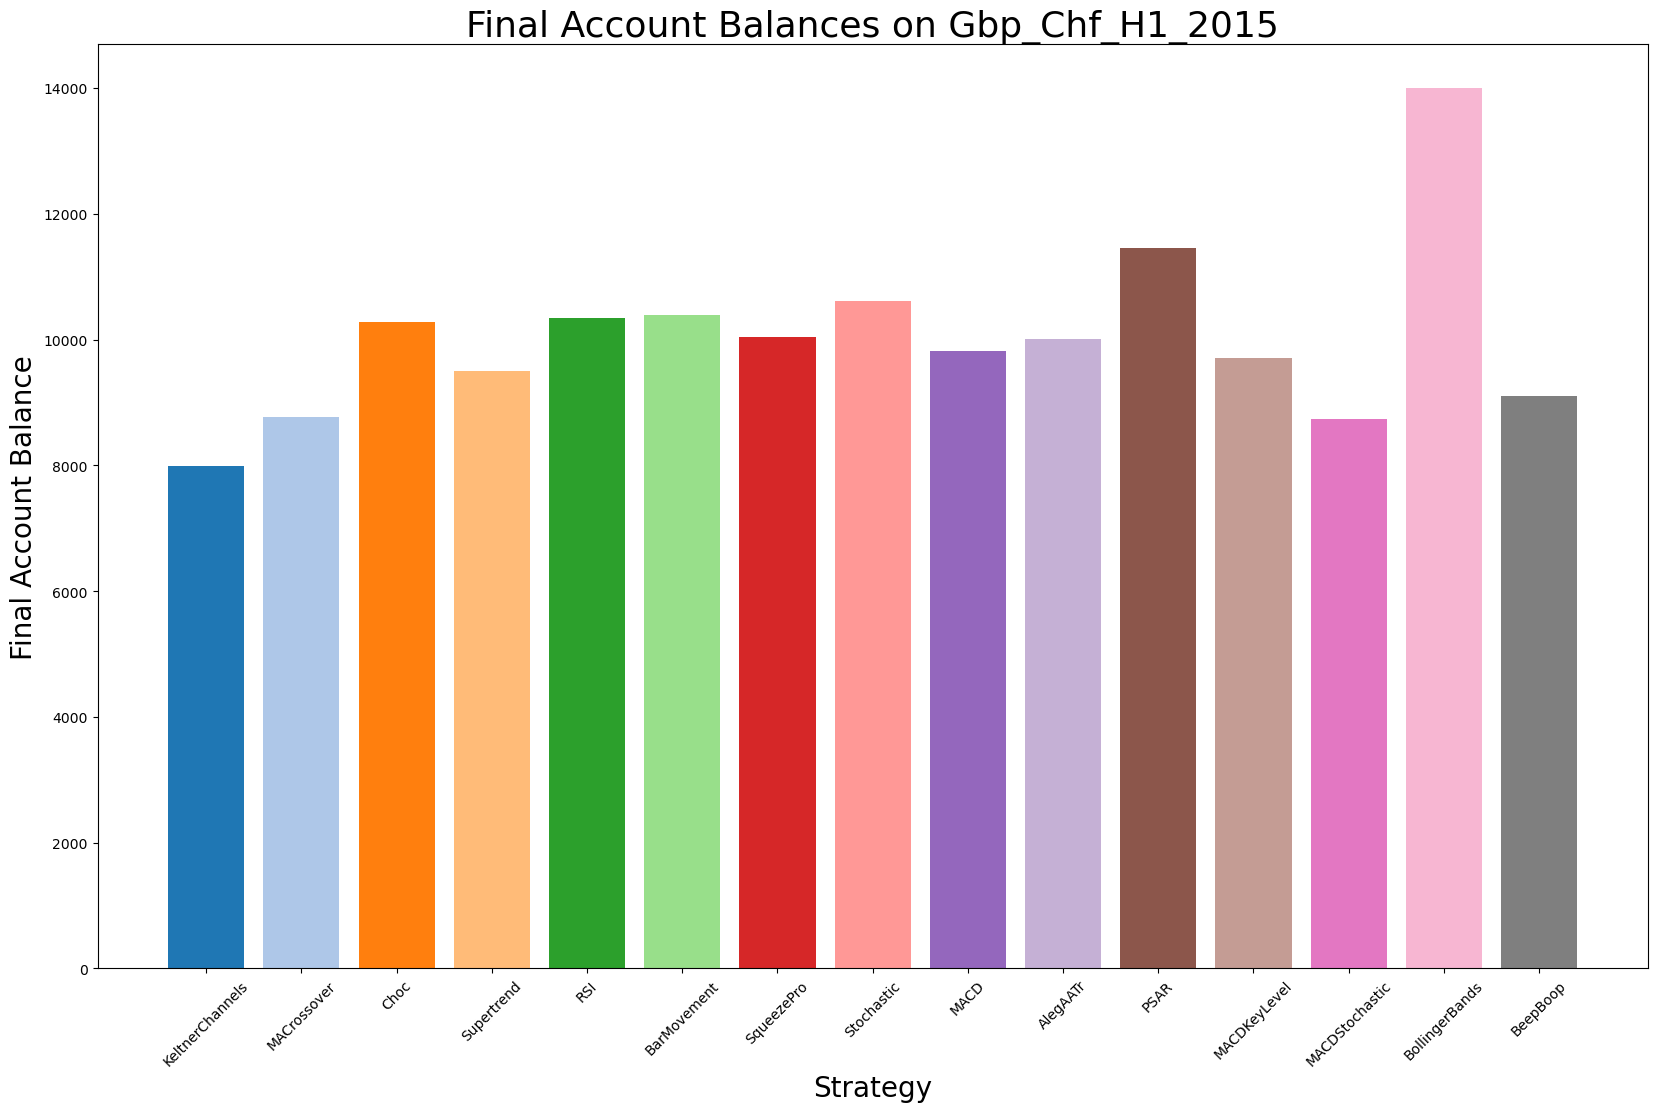 Final Account Balances on Gbp_Chf_H1_2015
Final Account Balance
14000
12000
10000
8000
6000
4000
2000
0
KeltnerChannels
MACrossover
Choc
Supertrend
RSI
BarMovement
SqueezePro
Stochastic
MACD
AlegAATr
PSAR
MACDKeyLevel
MACDStochastic
BollingerBands
BeepBoop
Strategy